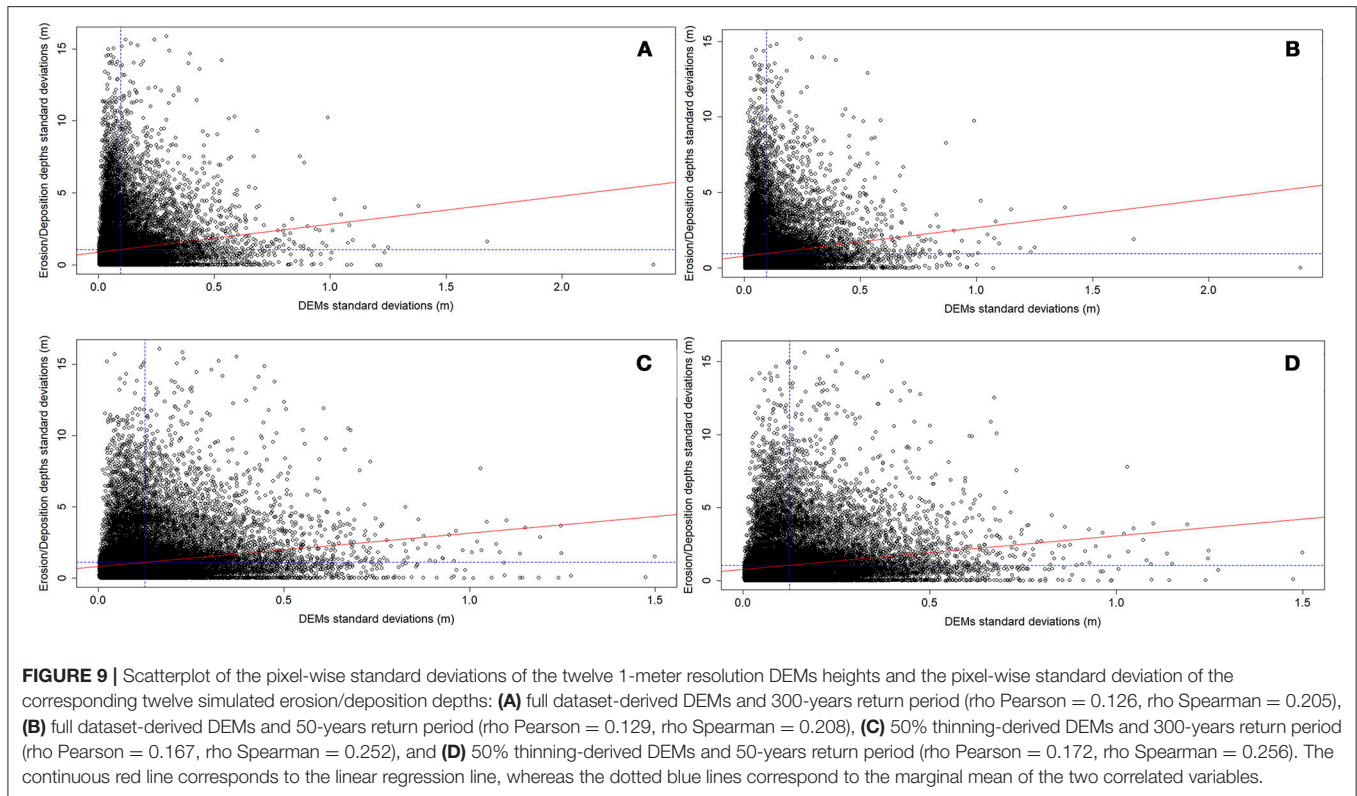 A
Erosion/Deposition depths standard deviations (m)
15
10
5
0
0.0 0.5 1.0 1.5 2.0
DEMs standard deviations (m)
B
Erosion/Deposition depths standard deviations (m)
15
10
5
0
0.0 0.5 1.0 1.5 2.0
DEMs standard deviations (m)
C
Erosion/Deposition depths standard deviations (m)
15
10
5
0
0.0 0.5 1.0 1.5
DEMs standard deviations (m)
D
Erosion/Deposition depths standard deviations (m)
15
10
5
0
0.0 0.5 1.0 1.5
DEMs standard deviations (m)
FIGURE 9 | Scatterplot of the pixel-wise standard deviations of the twelve 1-meter resolution DEMs heights and the pixel-wise standard deviation of the
corresponding twelve simulated erosion/deposition depths: (A) full dataset-derived DEMs and 300-years return period (rho Pearson = 0.126, rho Spearman = 0.205),
(B) full dataset-derived DEMs and 50-years return period (rho Pearson = 0.129, rho Spearman = 0.208), (C) 50% thinning-derived DEMs and 300-years return period
(rho Pearson = 0.167, rho Spearman = 0.252), and (D) 50% thinning-derived DEMs and 50-years return period (rho Pearson = 0.172, rho Spearman = 0.256). The
continuous red line corresponds to the linear regression line, whereas the dotted blue lines correspond to the marginal mean of the two correlated variables.